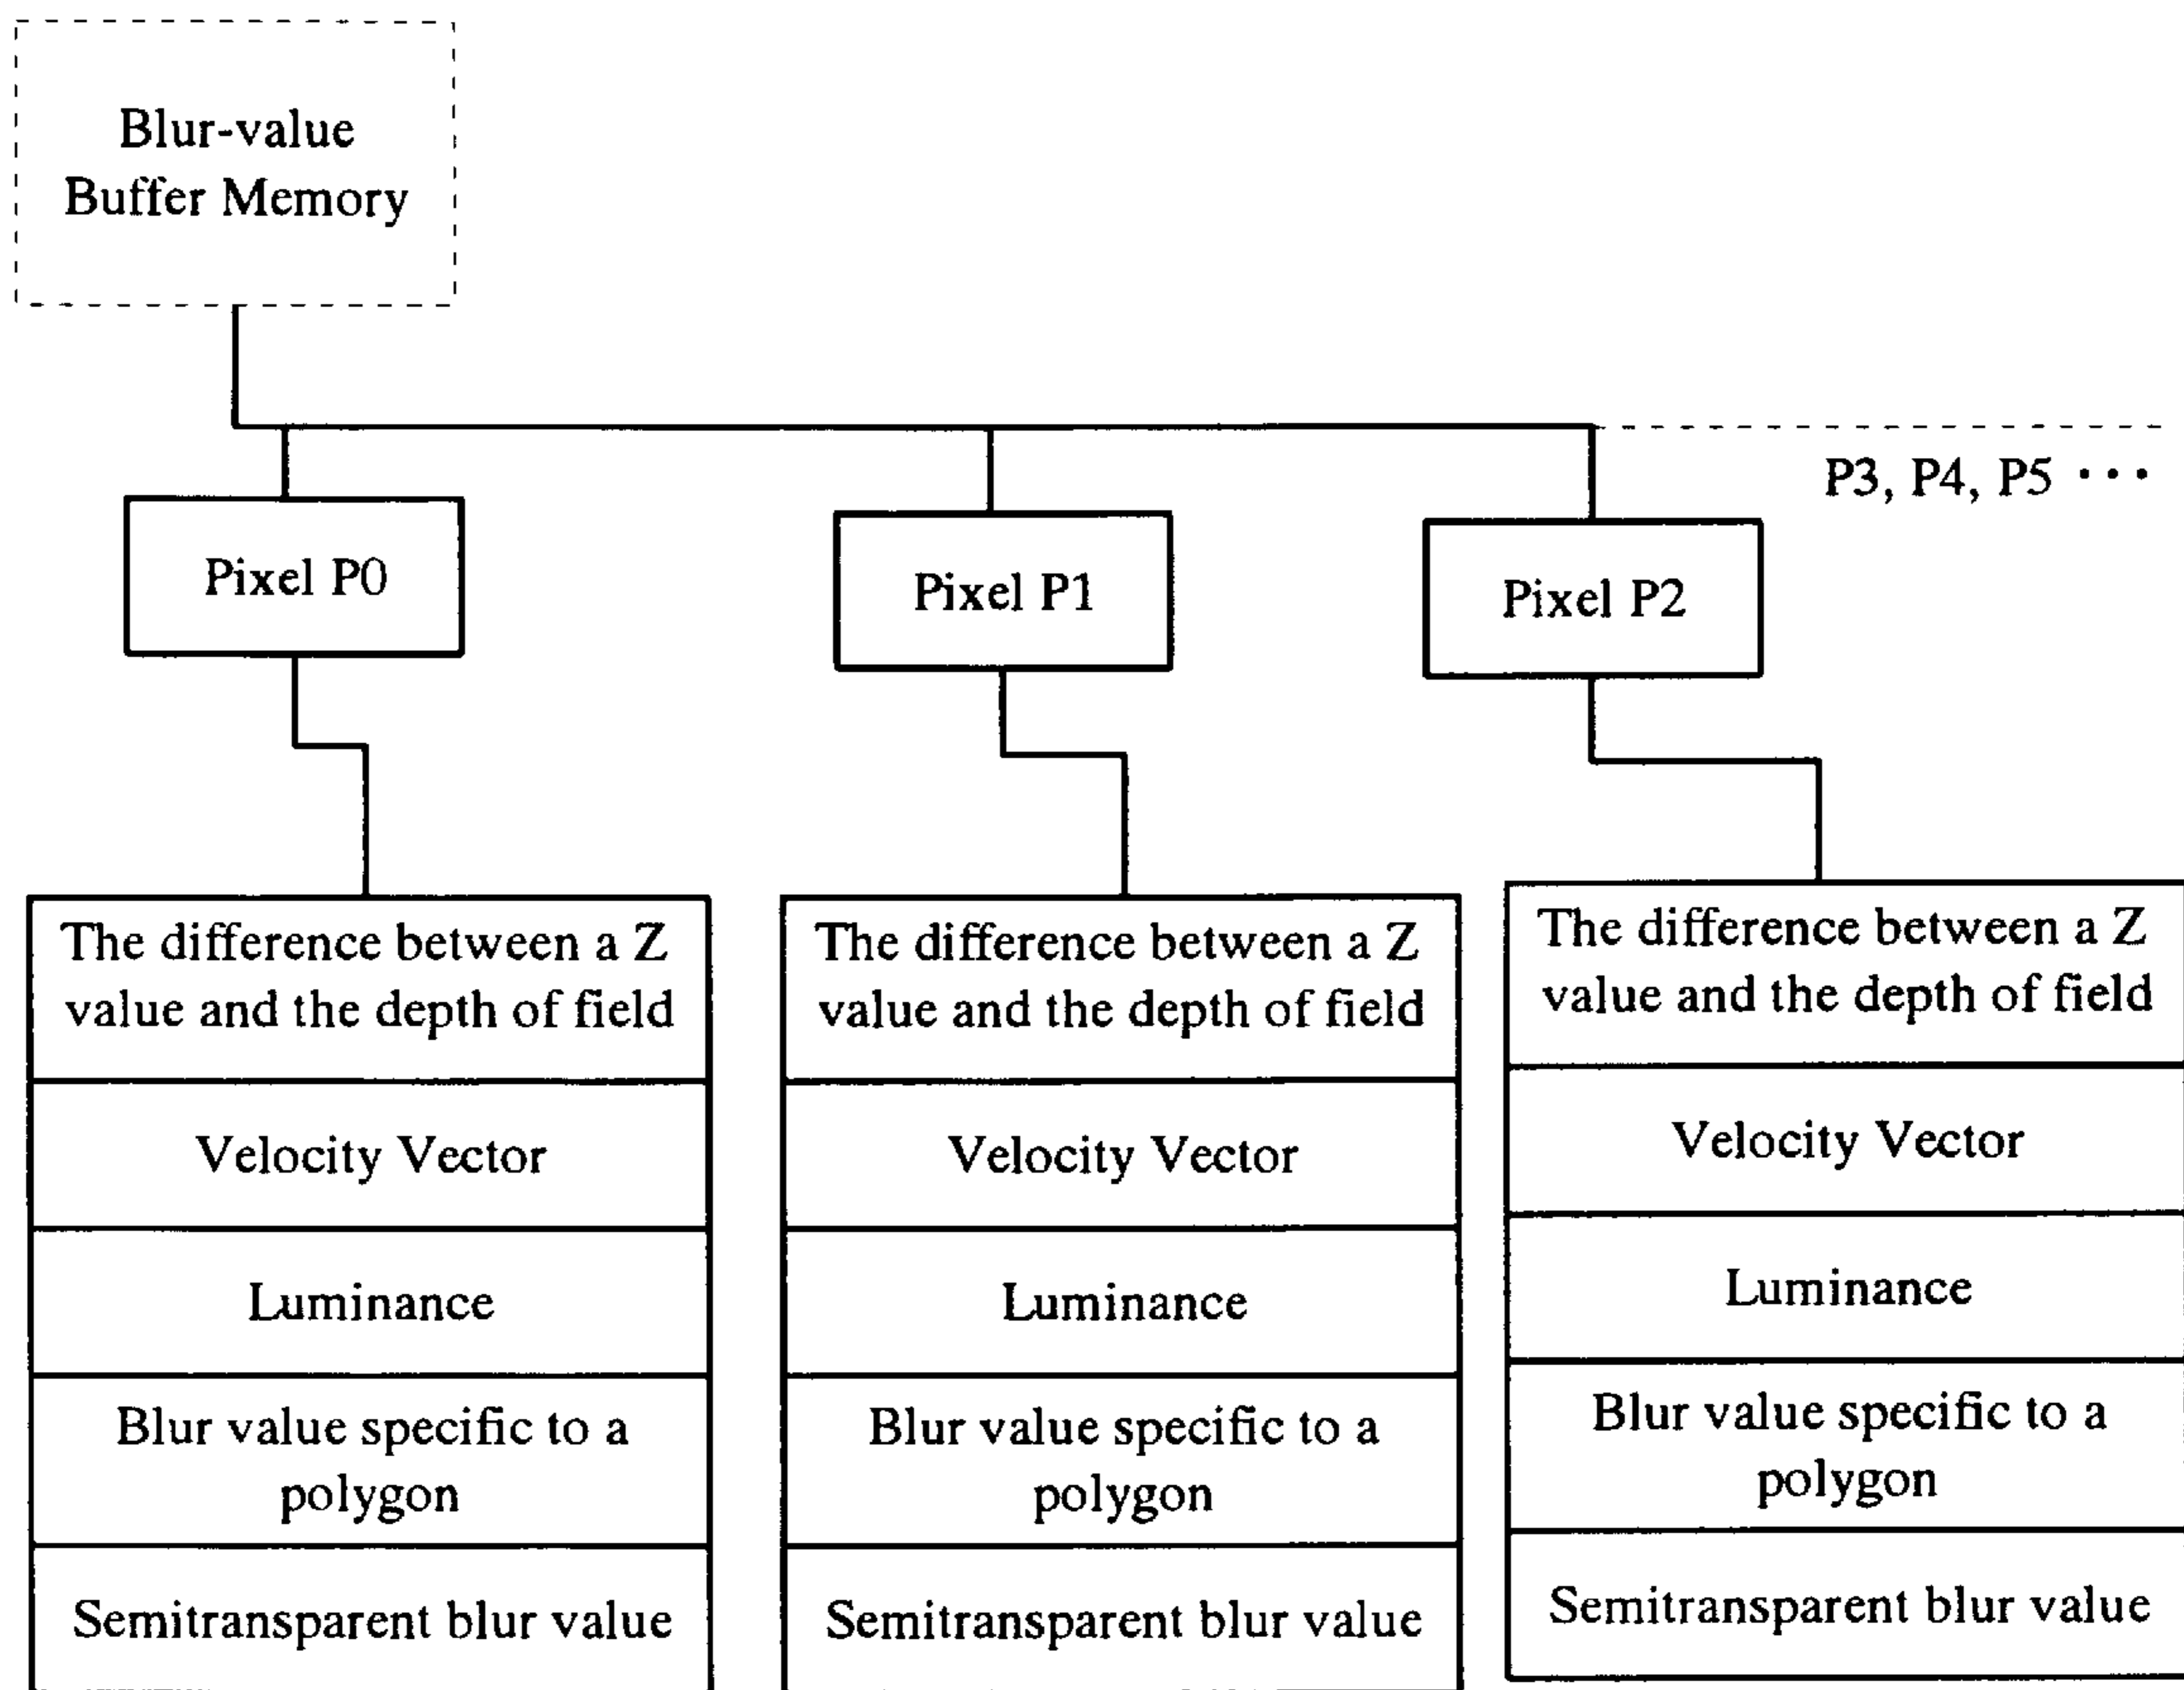 Blur-value
Buffer Memory
P3, P4, P5 ···
Pixel P0
Pixel P1
Pixel P2
The difference between a Z
value and the depth of field
Velocity Vector
Luminance
Blur value specific to a
polygon
Semitransparent blur value
The difference between a Z
value and the depth of field
Velocity Vector
Luminance
Blur value specific to a
polygon
Semitransparent blur value
The difference between a Z
value and the depth of field
Velocity Vector
Luminance
Blur value specific to a
polygon
Semitransparent blur value